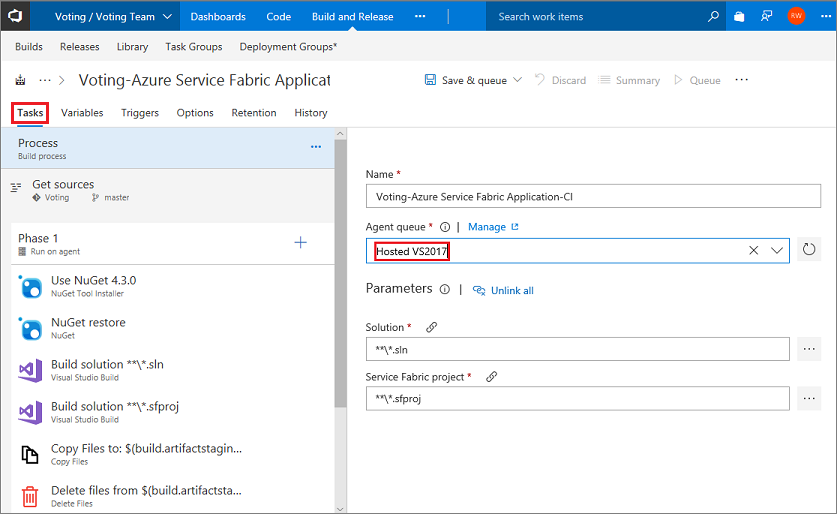 Voting / Voting Team
Dashboards
Code
Build and Release
Search work items
RW
Builds
Releases
Library
Task Groups
Deployment Groups*
Voting-Azure Service Fabric Applicat
Save & queue
Discard
Summary
Queue
Tasks
Variables
Triggers
Options
Retention
History
Process
Build process
Get sources
Voting
master
Phase 1
Run on agent
Use NuGet 4.3.0
NuGet Tool Installer
NuGet restore
NuGet
Build solution **\*.sln
Visual Studio Build
Build solution **\*.sfproj
Visual Studio Build
Copy Files to: $(build.artifactstagin...
Copy Files
Delete files from $(build.artifactsta...
Delete Files
Name *
Voting-Azure Service Fabric Application-CI
Agent queue * | Manage
Hosted VS2017
Parameters | Unlink all
Solution *
**\*.sln
Service Fabric project *
**\*.sfproj